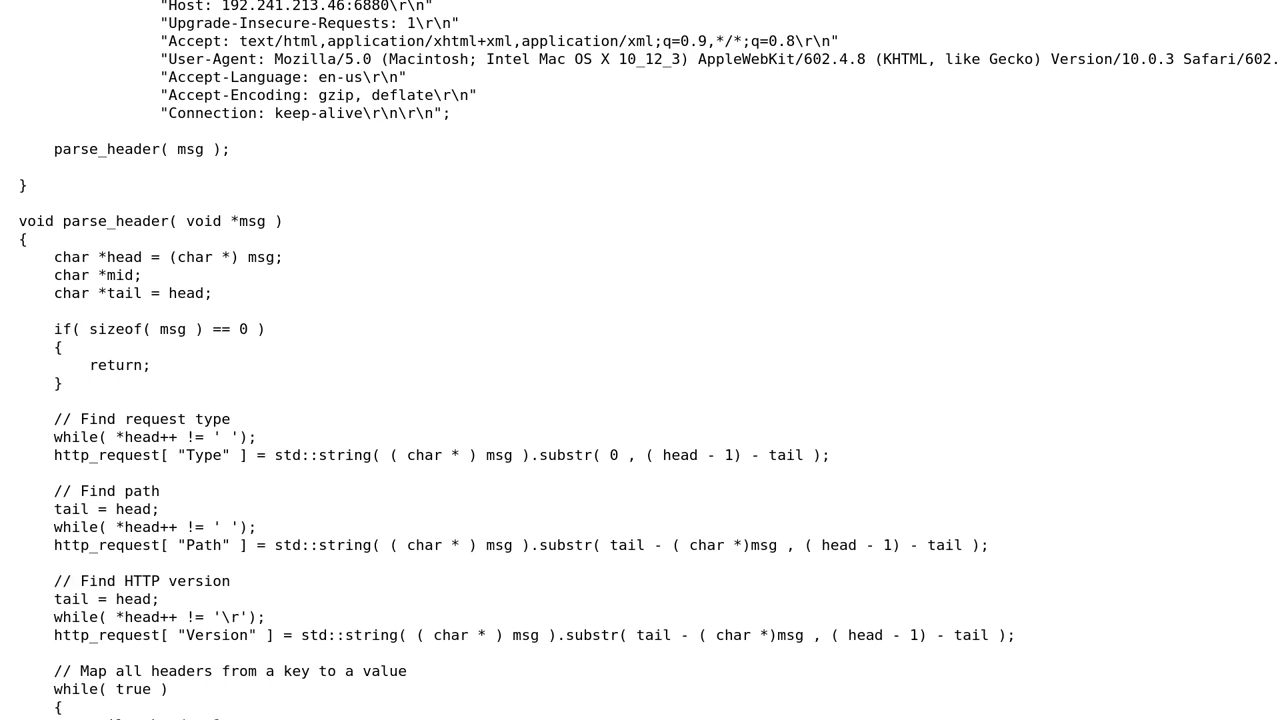 "Host: 192.241.213.46:6880\r\n"
"Upgrade-Insecure-Requests: 1\r\n"
"Accept: text/html,application/xhtml+xml,application/xml;q=0.9,*/*;q=0.8\r\n"
"User-Agent: Mozilla/5.0 (Macintosh; Intel Mac OS X 10_12_3) AppleWebKit/602.4.8 (KHTML, like Gecko) Version/10.0.3 Safari/602.
"Accept-Language: en-us\r\n"
"Accept-Encoding: gzip, deflate\r\n"
"Connection: keep-alive\r\n\r\n";
parse_header( msg );
}
void parse_header( void *msg )
{
char *head = (char *) msg;
char *mid;
char *tail = head;
if( sizeof( msg ) == 0 )
{
return;
}
// Find request type
while( *head++ != ' ');
http_request[ "Type" ] = std::string( ( char * ) msg ).substr( 0 , ( head - 1) - tail );
// Find path
tail = head;
while( *head++ != ' ');
http_request[ "Path" ] = std::string( ( char * ) msg ).substr( tail - ( char *)msg , ( head - 1) - tail );
// Find HTTP version
tail = head;
while( *head++ != '\r');
http_request[ "Version" ] = std::string( ( char * ) msg ).substr( tail - ( char *)msg , ( head - 1) - tail );
// Map all headers from a key to a value
while( true )
{